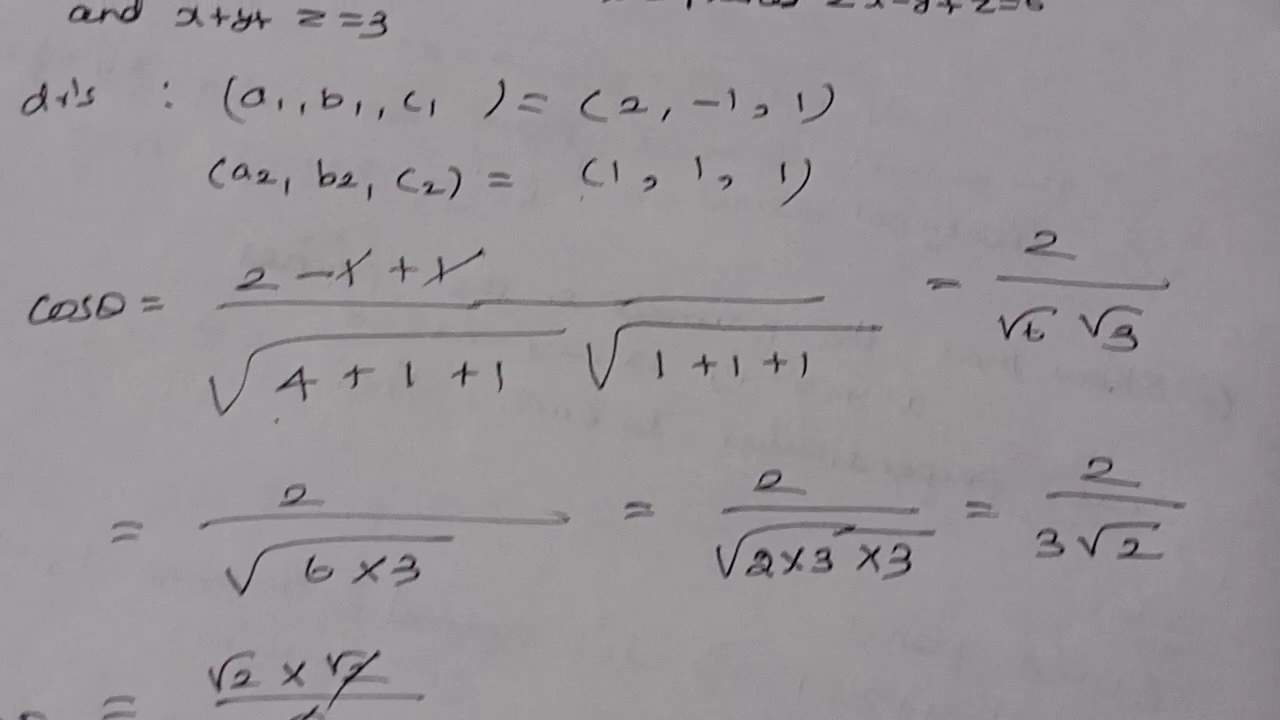 2x-y+z=6
and x+y+z=3
dr's : (a₁, b₁, c₁) = (2, -1, 1)
(a₂, b₂, c₂) = (1, 1, 1)
cosθ = (2 - 1 + 1) / (√(4 + 1 + 1) √(1 + 1 + 1)) = 2 / (√6 √3)
= 2 / √(6×3) = 2 / √(2×3×3) = 2 / (3√2)
= √2 × √2